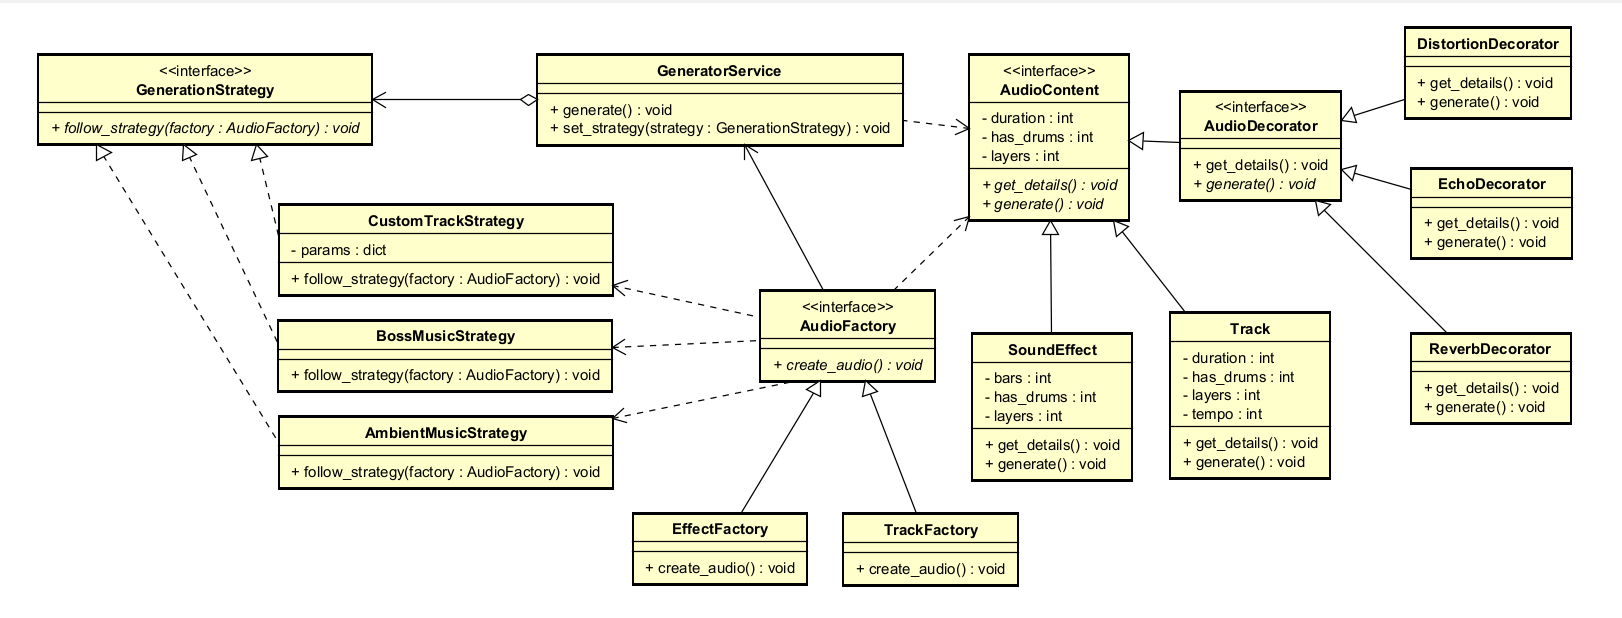 <<interface>>
GenerationStrategy
+ follow_strategy(factory : AudioFactory) : void
GeneratorService
+ generate() : void
+ set_strategy(strategy : GenerationStrategy) : void
<<interface>>
AudioContent
- duration : int
- has_drums : int
- layers : int
+ get_details() : void
+ generate() : void
<<interface>>
AudioDecorator
+ get_details() : void
+ generate() : void
DistortionDecorator
+ get_details() : void
+ generate() : void
EchoDecorator
+ get_details() : void
+ generate() : void
ReverbDecorator
+ get_details() : void
+ generate() : void
CustomTrackStrategy
- params : dict
+ follow_strategy(factory : AudioFactory) : void
BossMusicStrategy
+ follow_strategy(factory : AudioFactory) : void
AmbientMusicStrategy
+ follow_strategy(factory : AudioFactory) : void
<<interface>>
AudioFactory
+ create_audio() : void
SoundEffect
- bars : int
- has_drums : int
- layers : int
+ get_details() : void
+ generate() : void
Track
- duration : int
- has_drums : int
- layers : int
- tempo : int
+ get_details() : void
+ generate() : void
EffectFactory
+ create_audio() : void
TrackFactory
+ create_audio() : void